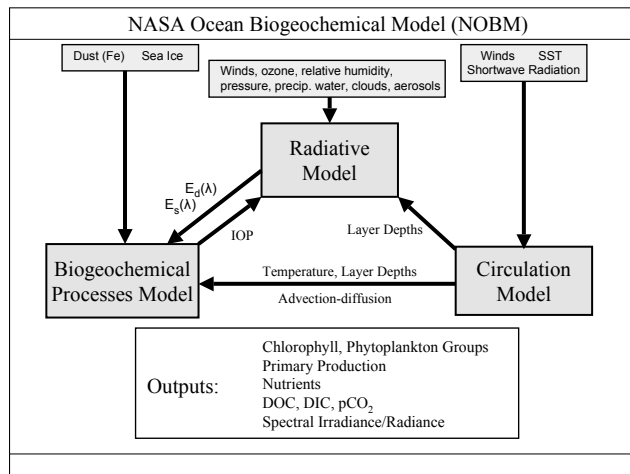 NASA Ocean Biogeochemical Model (NOBM)
Dust (Fe) Sea Ice
Winds, ozone, relative humidity,
pressure, precip. water, clouds, aerosols
Winds SST
Shortwave Radiation
Radiative
Model
E_d(λ)
E_s(λ)
IOP
Layer Depths
Biogeochemical
Processes Model
Temperature, Layer Depths
Advection-diffusion
Circulation
Model
Outputs:
Chlorophyll, Phytoplankton Groups
Primary Production
Nutrients
DOC, DIC, pCO₂
Spectral Irradiance/Radiance